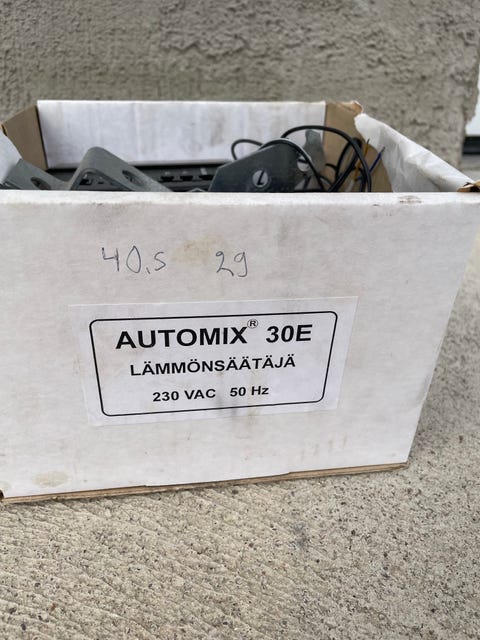 40,5 29
AUTOMIX® 30E
LÄMMÖNSÄÄTÄJÄ
230 VAC 50 Hz